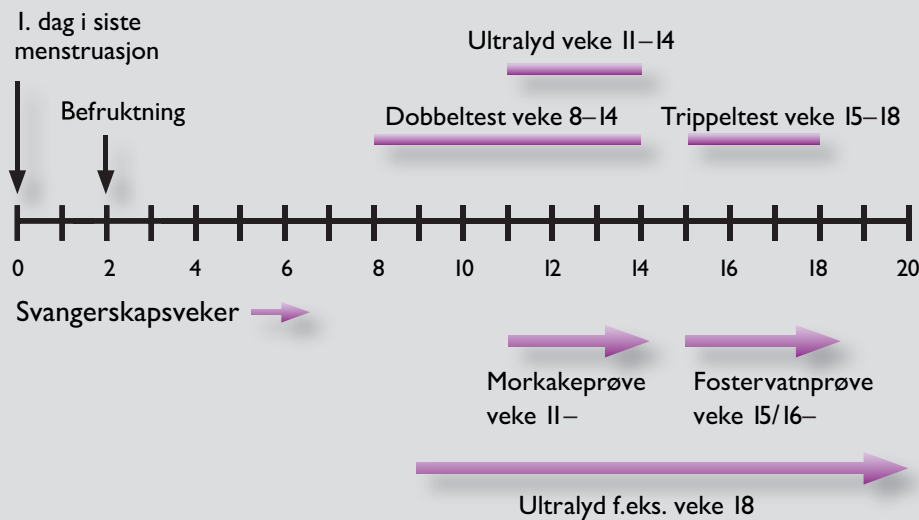 1. dag i siste
menstruasjon
Befruktning
Ultralyd veke 11–14
Dobbeltest veke 8–14
Trippeltest veke 15–18
0 2 4 6 8 10 12 14 16 18 20
Svangerskapsveker
Morkakeprøve
veke 11–
Fostervatnprøve
veke 15/16–
Ultralyd f.eks. veke 18